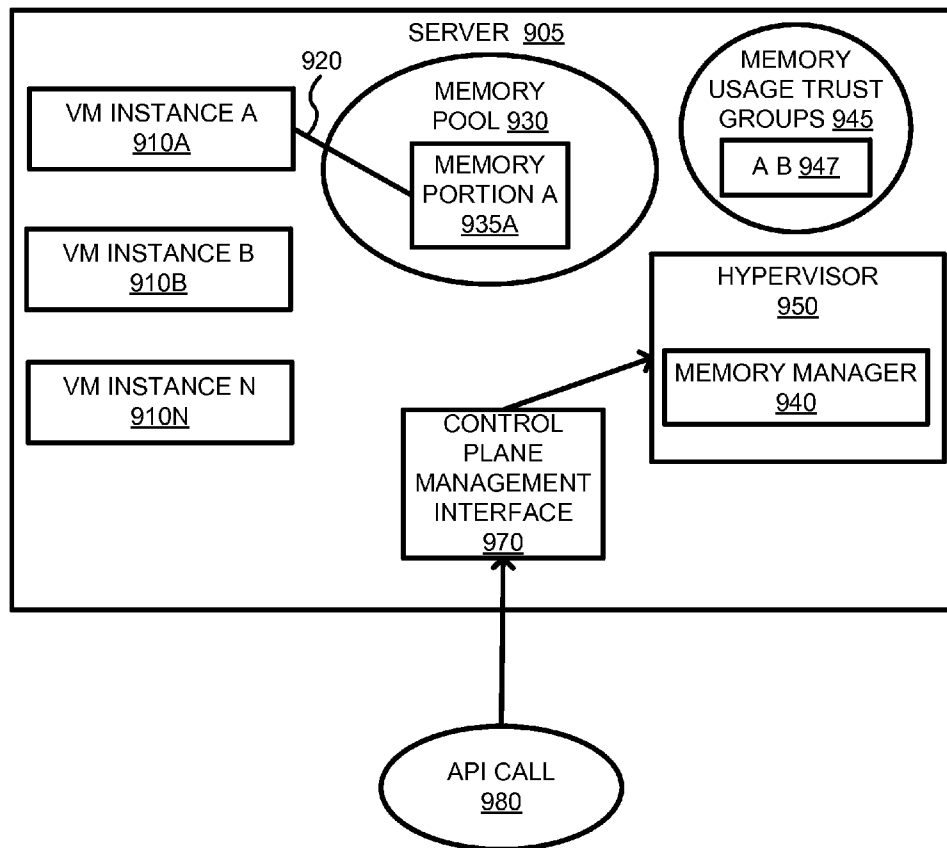 SERVER 905
920
VM INSTANCE A
910A
MEMORY
POOL 930
MEMORY
PORTION A
935A
MEMORY
USAGE TRUST
GROUPS 945
A B 947
VM INSTANCE B
910B
HYPERVISOR
950
MEMORY MANAGER
940
VM INSTANCE N
910N
CONTROL
PLANE
MANAGEMENT
INTERFACE
970
API CALL
980